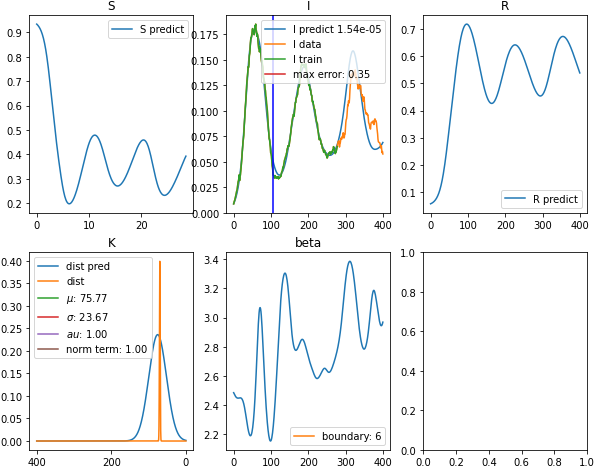 S
S predict
0.9
0.8
0.7
0.6
0.5
0.4
0.3
0.2
0 10 20
I
I predict 1.54e-05
I data
I train
max error: 0.35
0.175
0.150
0.125
0.100
0.075
0.050
0.025
0.000
0 100 200 300 400
R
R predict
0.7
0.6
0.5
0.4
0.3
0.2
0.1
0 100 200 300 400
K
dist pred
dist
μ: 75.77
σ: 23.67
au: 1.00
norm term: 1.00
0.40
0.35
0.30
0.25
0.20
0.15
0.10
0.05
0.00
400 200 0
beta
boundary: 6
3.4
3.2
3.0
2.8
2.6
2.4
2.2
0 100 200 300 400
1.0
0.8
0.6
0.4
0.2
0.0
0.0 0.2 0.4 0.6 0.8 1.0